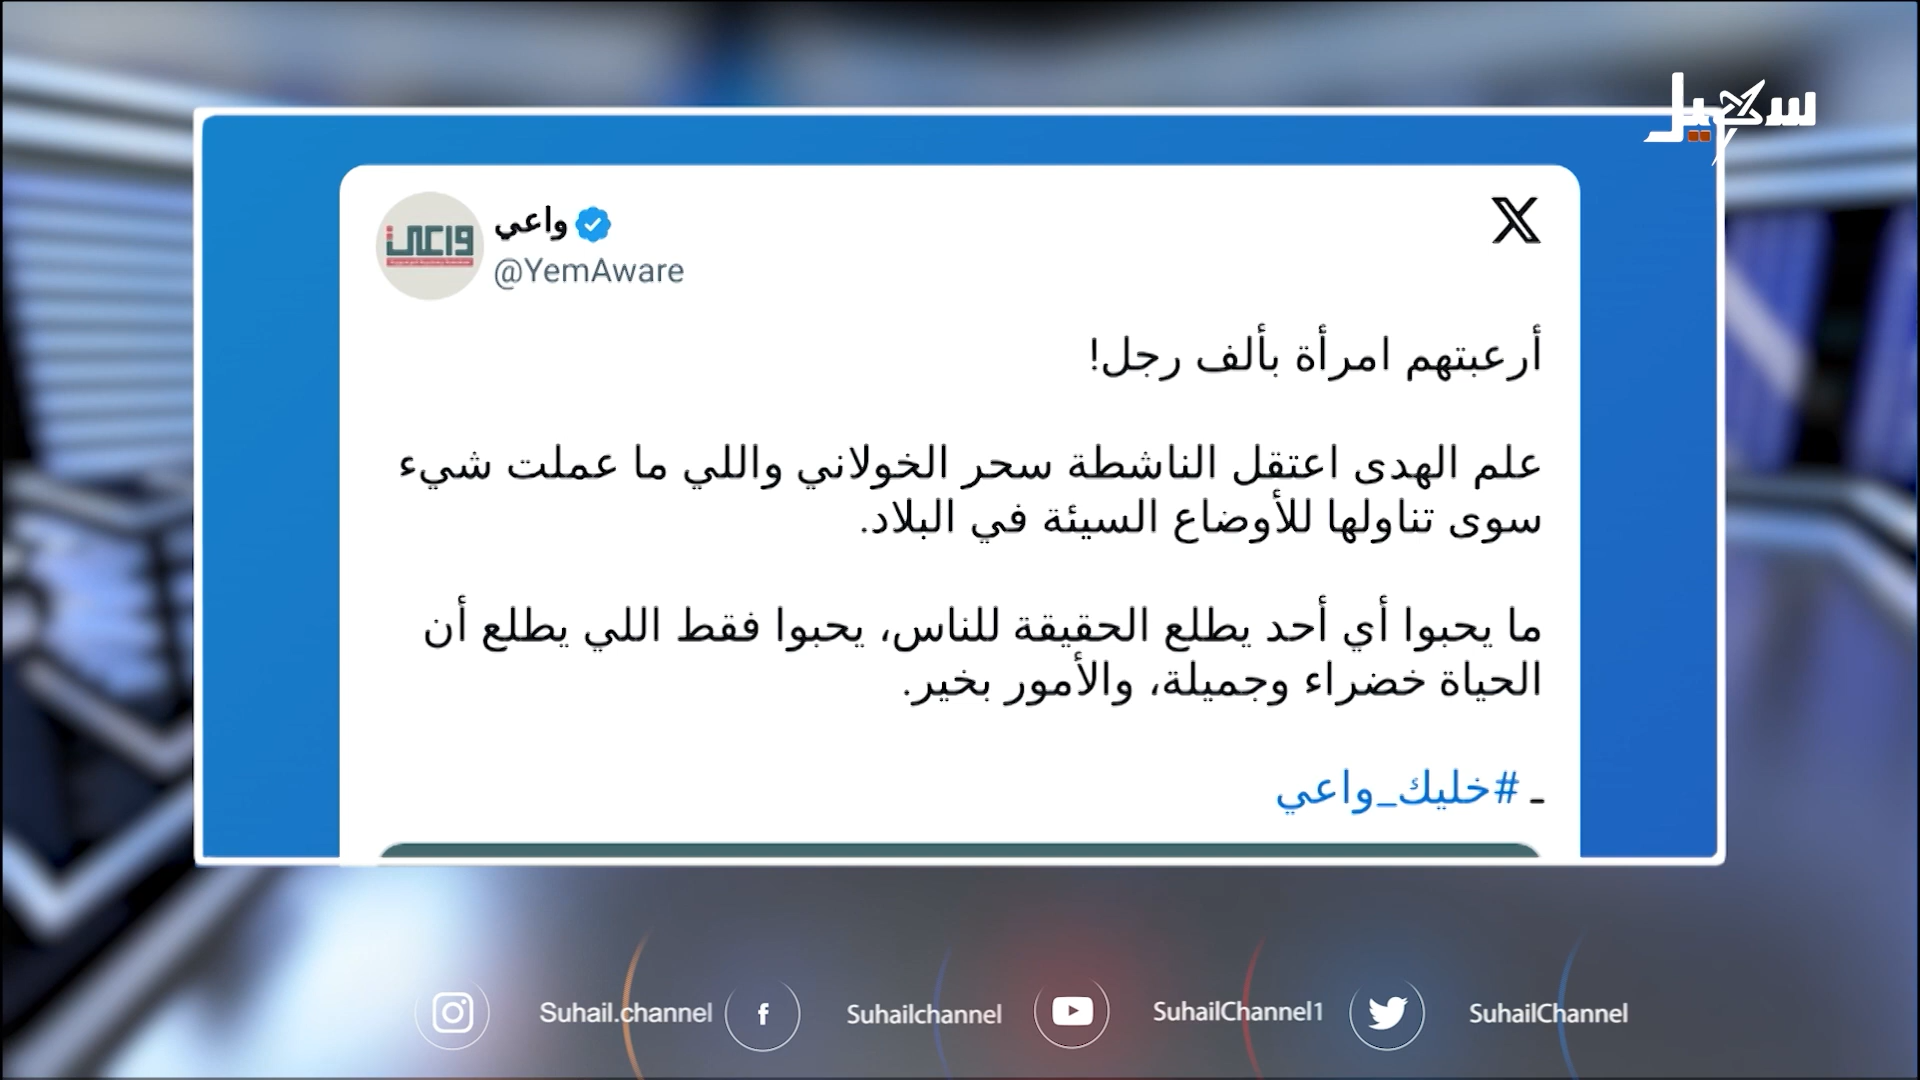 سهيل
واعي
@YemAware
واعي
أرعبتهم امرأة بألف رجل!
علم الهدى اعتقل الناشطة سحر الخولاني واللي ما عملت شيء
سوى تناولها للأوضاع السيئة في البلاد.
ما يحبوا أي أحد يطلع الحقيقة للناس، يحبوا فقط اللي يطلع أن
الحياة خضراء وجميلة، والأمور بخير.
ـ #خليك_واعي
Suhail.channel
Suhailchannel
SuhailChannel1
SuhailChannel